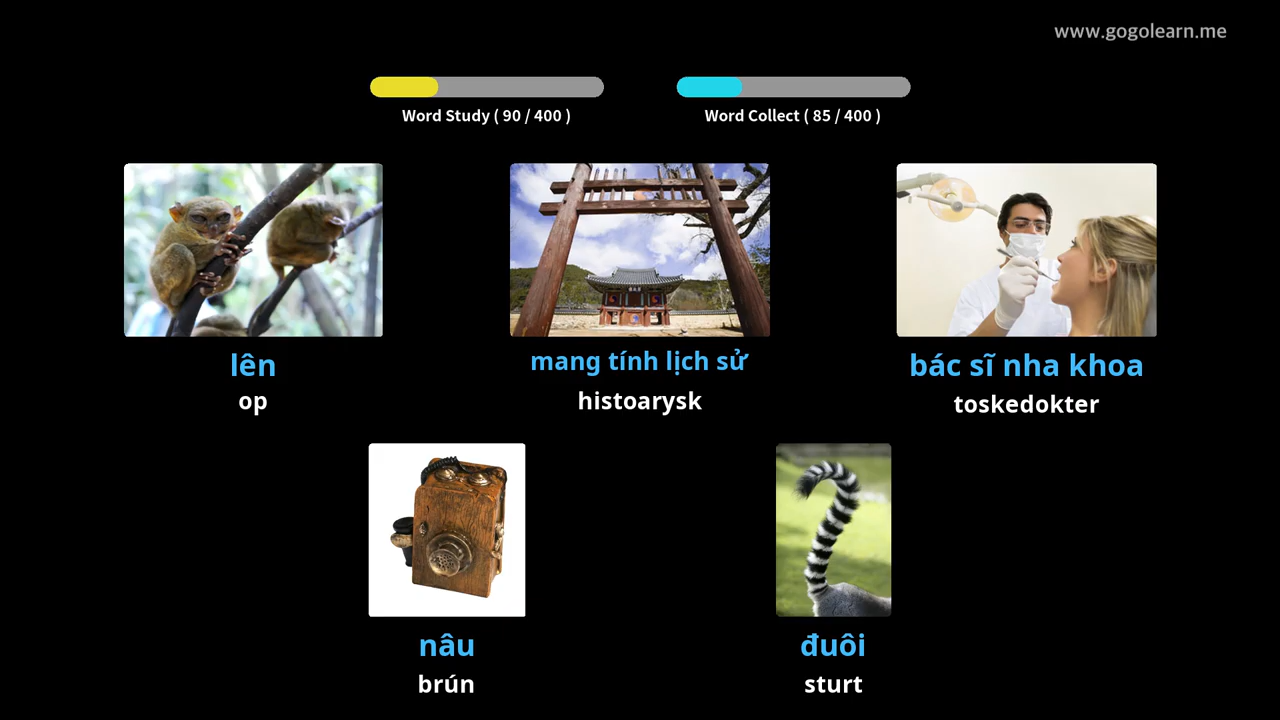 www.gogolearn.me
Word Study ( 90 / 400 )
Word Collect ( 85 / 400 )
lên
op
mang tính lịch sử
histoarysk
bác sĩ nha khoa
toskedokter
nâu
brún
đuôi
sturt